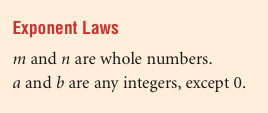 Exponent Laws
m and n are whole numbers.
a and b are any integers, except 0.